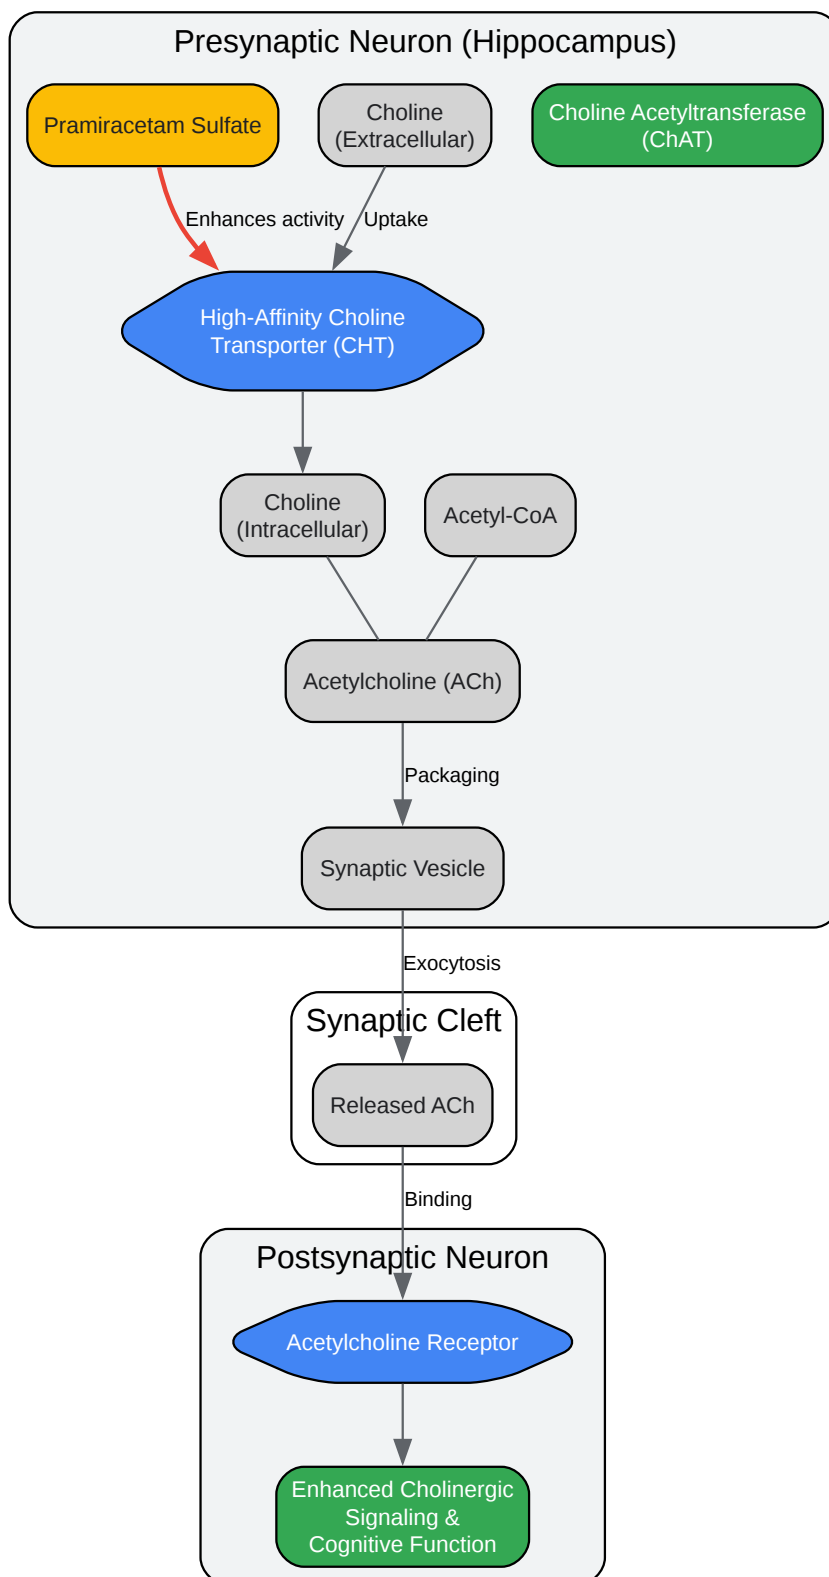 Presynaptic Neuron (Hippocampus)
Pramiracetam Sulfate
Choline
(Extracellular)
Choline Acetyltransferase
(ChAT)
Enhances activity
Uptake
High-Affinity Choline
Transporter (CHT)
Choline
(Intracellular)
Acetyl-CoA
Acetylcholine (ACh)
Packaging
Synaptic Vesicle
Exocytosis
Synaptic Cleft
Released ACh
Binding
Postsynaptic Neuron
Acetylcholine Receptor
Enhanced Cholinergic
Signaling &
Cognitive Function